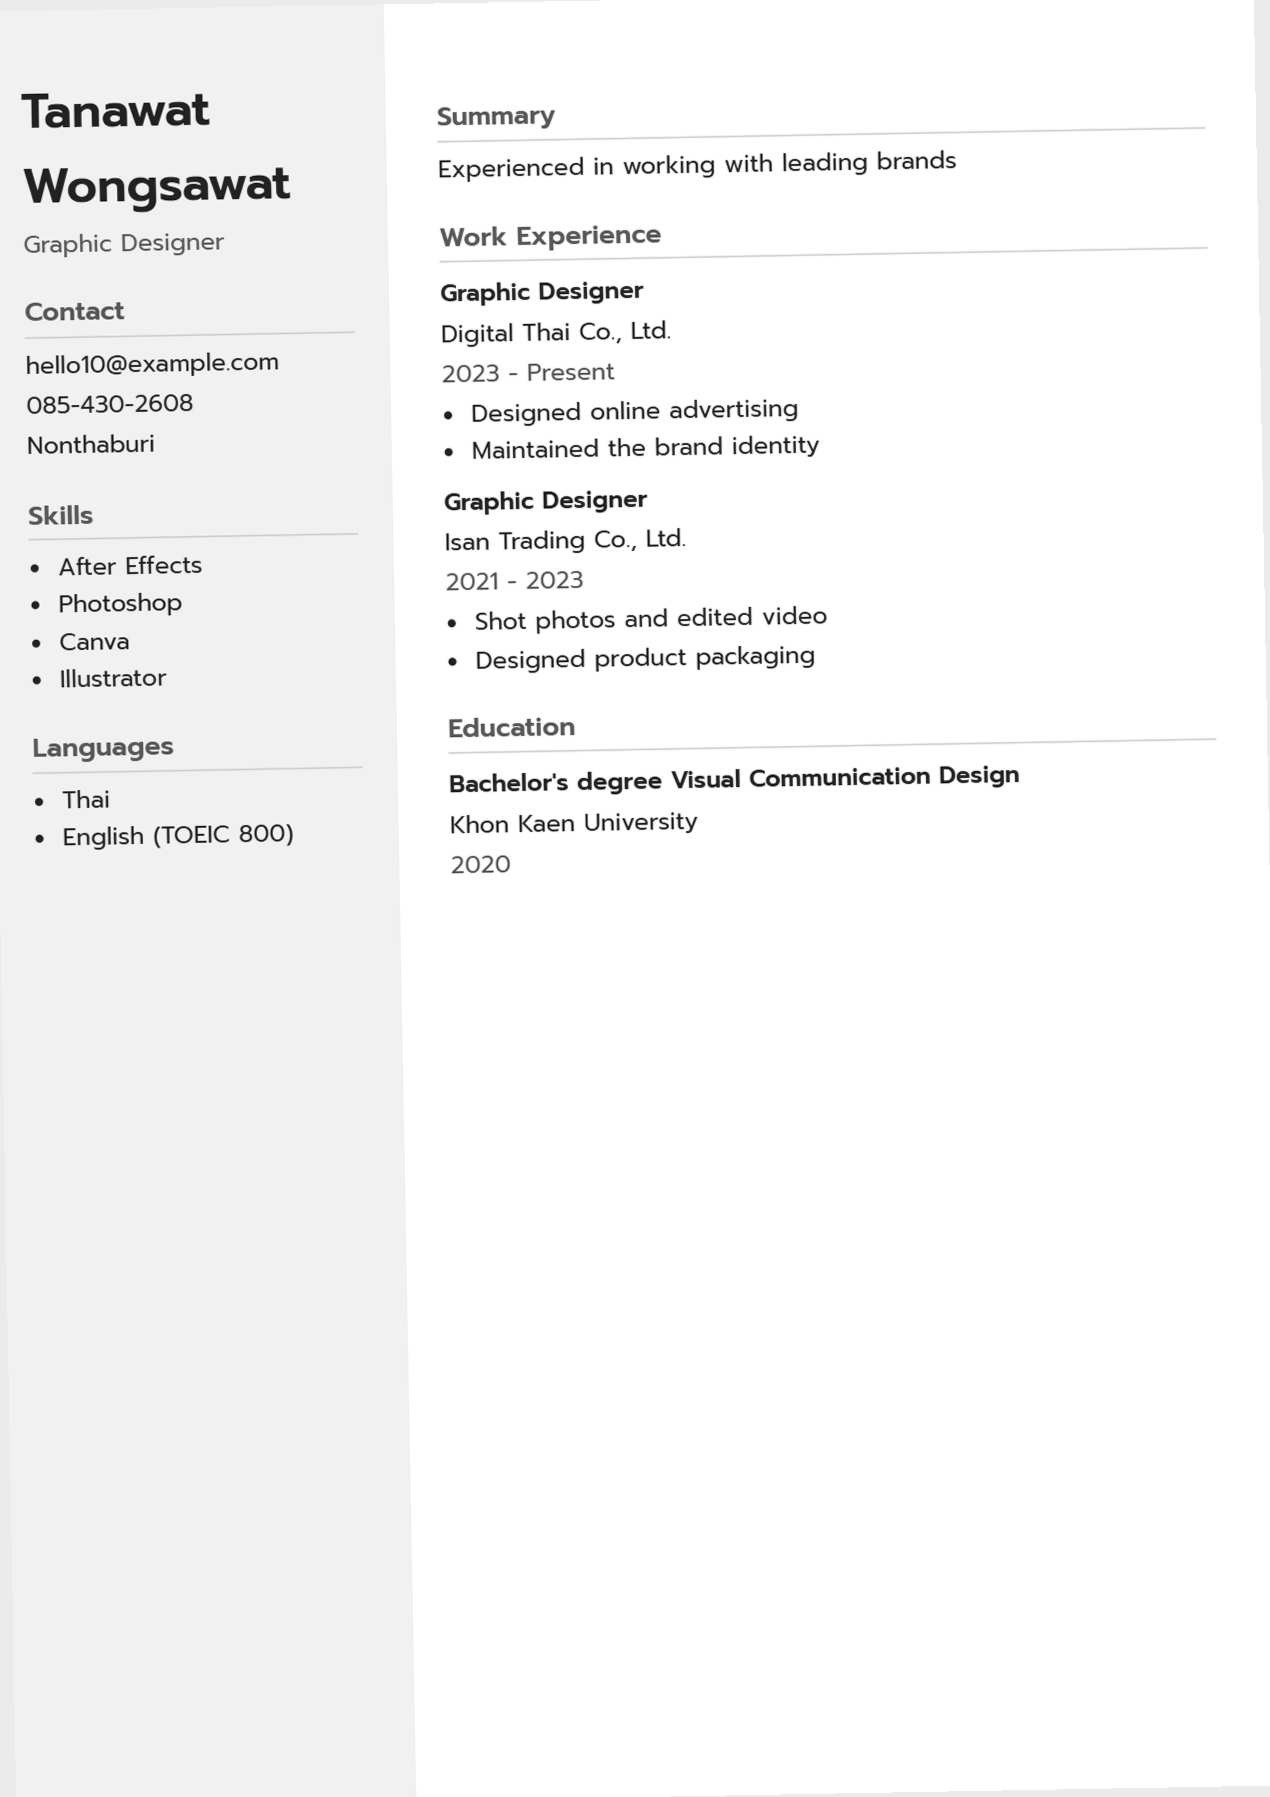 Tanawat
Wongsawat
Graphic Designer
Contact
hello10@example.com
085-430-2608
Nonthaburi
Skills
• After Effects
• Photoshop
• Canva
• Illustrator
Languages
• Thai
• English (TOEIC 800)
Summary
Experienced in working with leading brands
Work Experience
Graphic Designer
Digital Thai Co., Ltd.
2023 - Present
• Designed online advertising
• Maintained the brand identity
Graphic Designer
Isan Trading Co., Ltd.
2021 - 2023
• Shot photos and edited video
• Designed product packaging
Education
Bachelor's degree Visual Communication Design
Khon Kaen University
2020